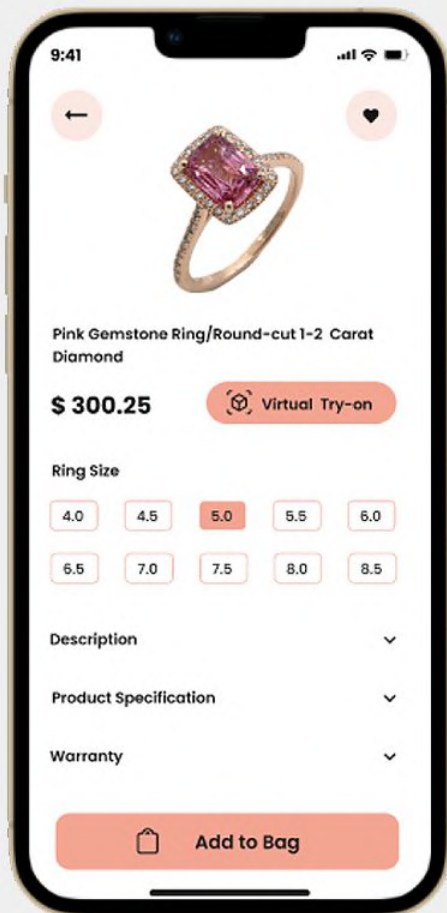 9:41
Pink Gemstone Ring/Round-cut 1-2 Carat
Diamond
$ 300.25
Virtual Try-on
Ring Size
4.0 4.5 5.0 5.5 6.0
6.5 7.0 7.5 8.0 8.5
Description
Product Specification
Warranty
Add to Bag